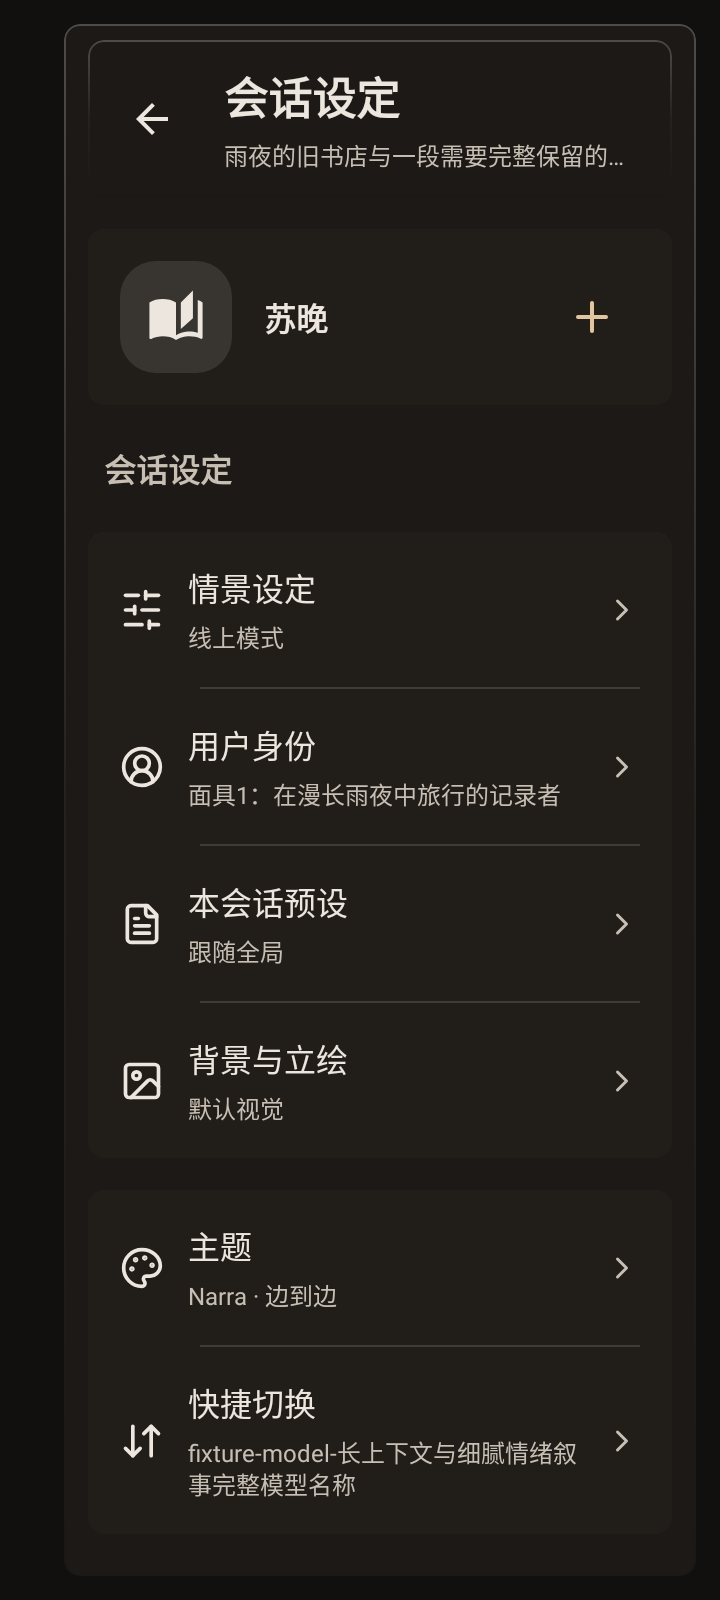 会话设定
雨夜的旧书店与一段需要完整保留的…
苏晚
会话设定
情景设定
线上模式
用户身份
面具1：在漫长雨夜中旅行的记录者
本会话预设
跟随全局
背景与立绘
默认视觉
主题
Narra · 边到边
快捷切换
fixture-model-长上下文与细腻情绪叙
事完整模型名称